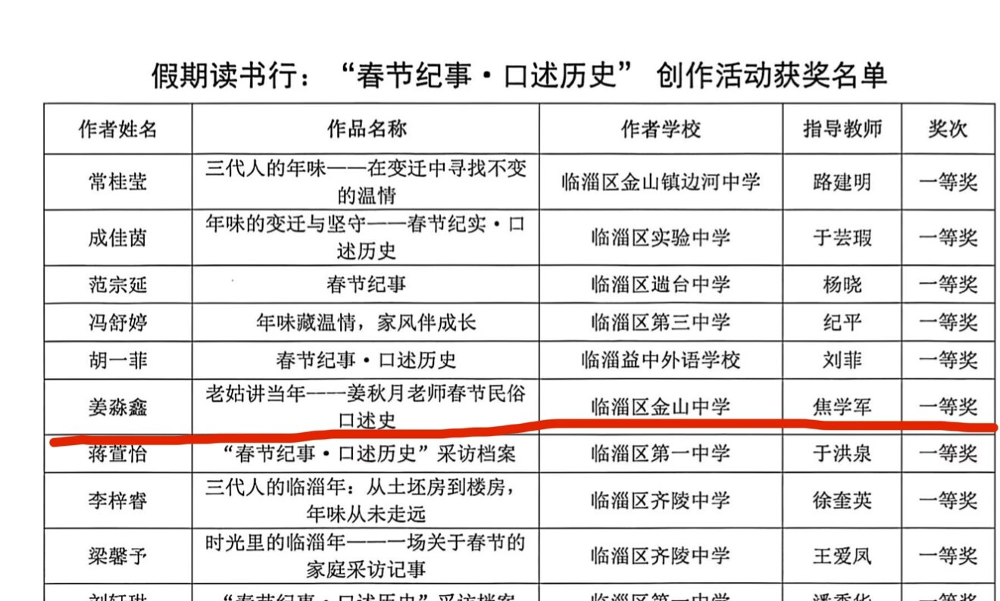 假期读书行：“春节纪事·口述历史” 创作活动获奖名单
作者姓名 作品名称 作者学校 指导教师 奖次
常桂莹 三代人的年味——在变迁中寻找不变 临淄区金山镇边河中学 路建明 一等奖
的温情
成佳茵 年味的变迁与坚守——春节纪实·口 临淄区实验中学 于芸瑕 一等奖
述历史
范宗延 春节纪事 临淄区遄台中学 杨晓 一等奖
冯舒婷 年味藏温情，家风伴成长 临淄区第三中学 纪平 一等奖
胡一菲 春节纪事·口述历史 临淄益中外语学校 刘菲 一等奖
姜淼鑫 老姑讲当年----姜秋月老师春节民俗 临淄区金山中学 焦学军 一等奖
口述史
蒋萱怡 “春节纪事·口述历史”采访档案 临淄区第一中学 于洪泉 一等奖
李梓睿 三代人的临淄年：从土坯房到楼房， 临淄区齐陵中学 徐奎英 一等奖
年味从未走远
梁馨予 时光里的临淄年——一场关于春节的 临淄区齐陵中学 王爱凤 一等奖
家庭采访记事
“春节纪事·口述历史”采访档案 临淄区第一中学 一等奖